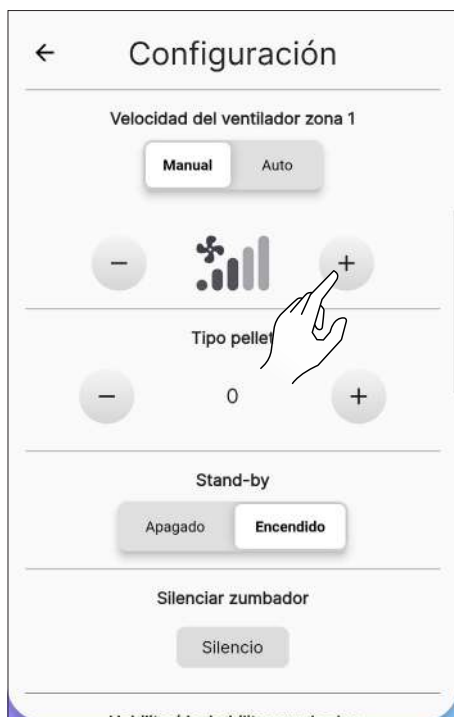 Configuración
Velocidad del ventilador zona 1
Manual Auto
Tipo pellet
0
Stand-by
Apagado Encendido
Silenciar zumbador
Silencio